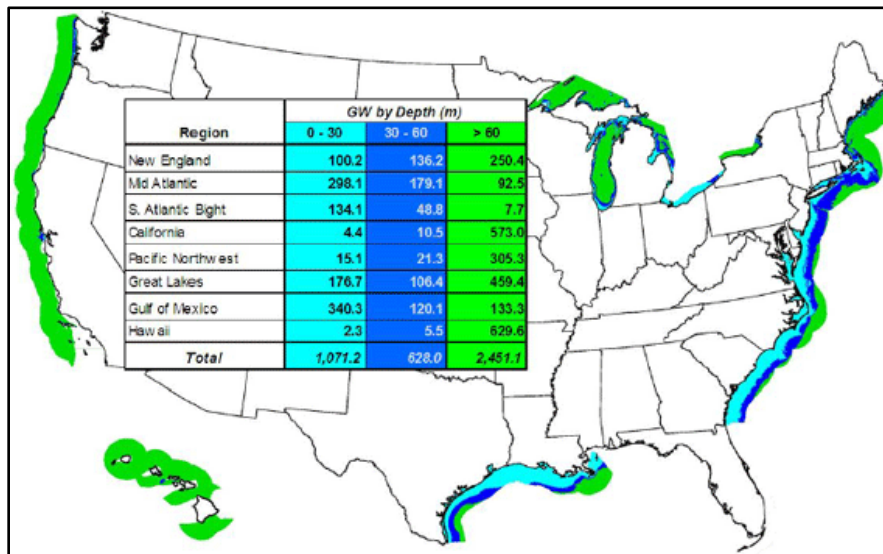 GW by Depth (m)
Region 0 - 30 30 - 60 > 60
New England 100.2 136.2 250.4
Mid Atlantic 298.1 179.1 92.5
S. Atlantic Bight 134.1 48.8 7.7
California 4.4 10.5 573.0
Pacific Northwest 15.1 21.3 305.3
Great Lakes 176.7 106.4 459.4
Gulf of Mexico 340.3 120.1 133.3
Hawaii 2.3 5.5 629.6
Total 1,071.2 628.0 2,451.1